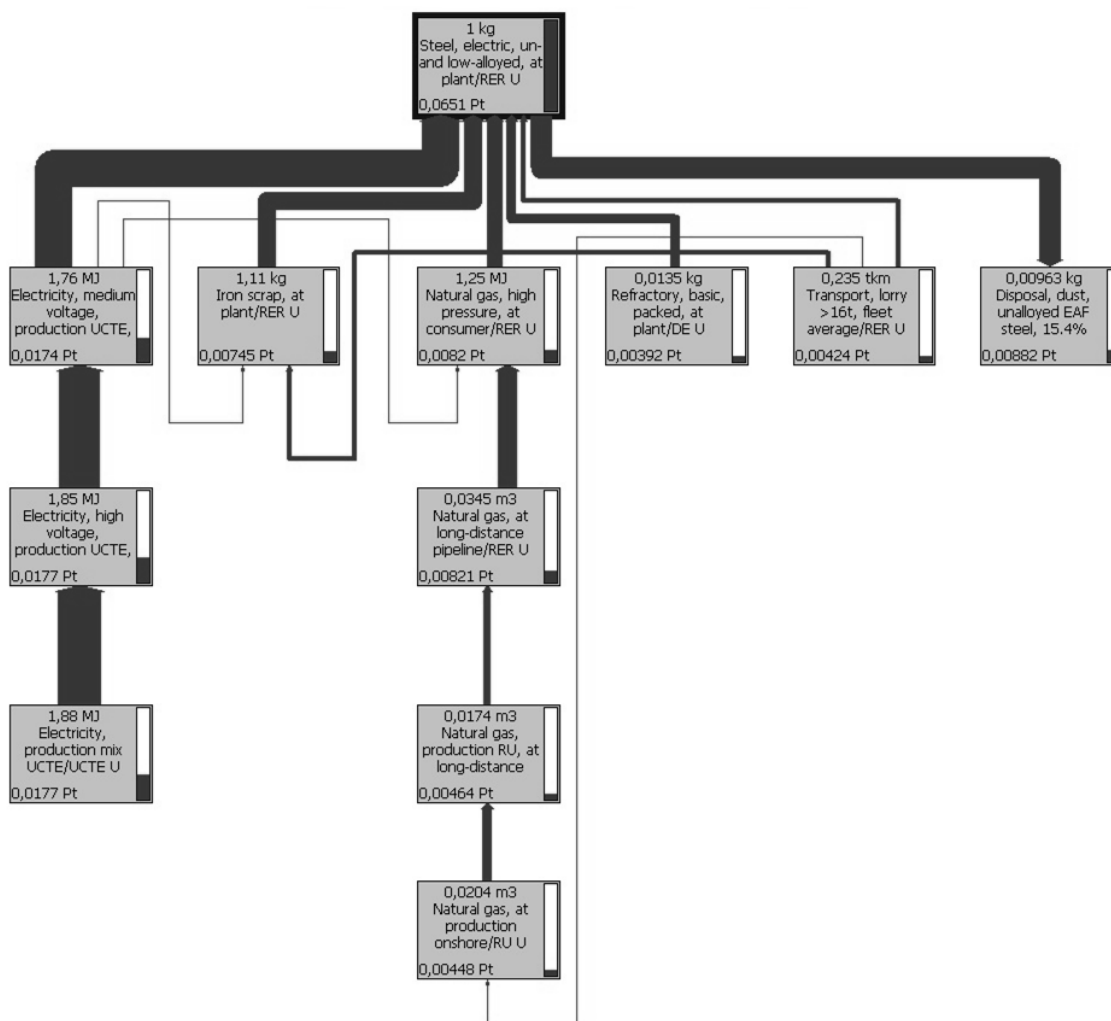 1 kg
Steel, electric, un-
and low-alloyed, at
plant/RER U
0,0651 Pt
1,76 MJ
Electricity, medium
voltage,
production UCTE,
0,0174 Pt
1,11 kg
Iron scrap, at
plant/RER U
0,00745 Pt
1,25 MJ
Natural gas, high
pressure, at
consumer/RER U
0,0082 Pt
0,0135 kg
Refractory, basic,
packed, at
plant/DE U
0,00392 Pt
0,235 tkm
Transport, lorry
>16t, fleet
average/RER U
0,00424 Pt
0,00963 kg
Disposal, dust,
unalloyed EAF
steel, 15.4%
0,00882 Pt
1,85 MJ
Electricity, high
voltage,
production UCTE,
0,0177 Pt
0,0345 m3
Natural gas, at
long-distance
pipeline/RER U
0,00821 Pt
1,88 MJ
Electricity,
production mix
UCTE/UCTE U
0,0177 Pt
0,0174 m3
Natural gas,
production RU, at
long-distance
0,00464 Pt
0,0204 m3
Natural gas, at
production
onshore/RU U
0,00448 Pt